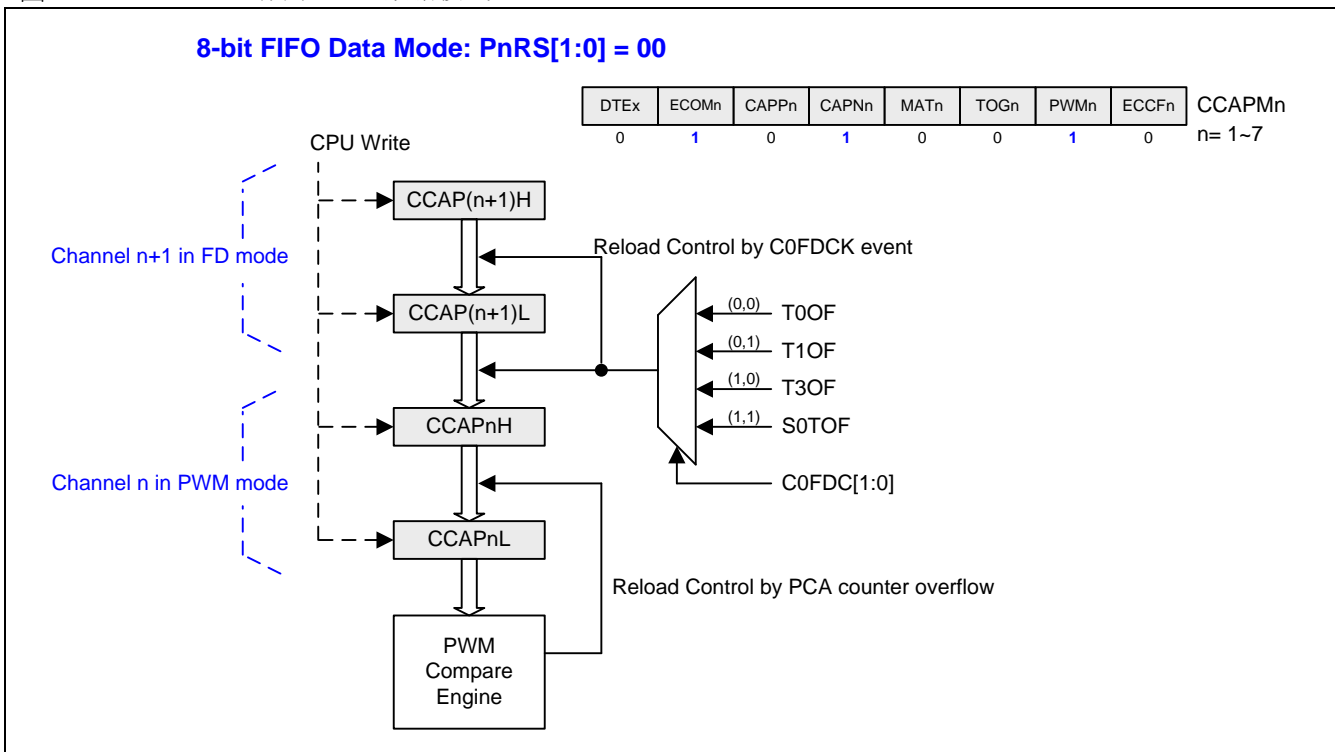 8-bit FIFO Data Mode: PnRS[1:0] = 00
DTEx ECOMn CAPPn CAPNn MATn TOGn PWMn ECCFn CCAPMn
0 1 0 1 0 0 1 0 n= 1~7
CPU Write
CCAP(n+1)H
Channel n+1 in FD mode
Reload Control by C0FDCK event
CCAP(n+1)L
(0,0) T0OF
(0,1) T1OF
(1,0) T3OF
(1,1) S0TOF
C0FDC[1:0]
CCAPnH
Channel n in PWM mode
CCAPnL
Reload Control by PCA counter overflow
PWM
Compare
Engine